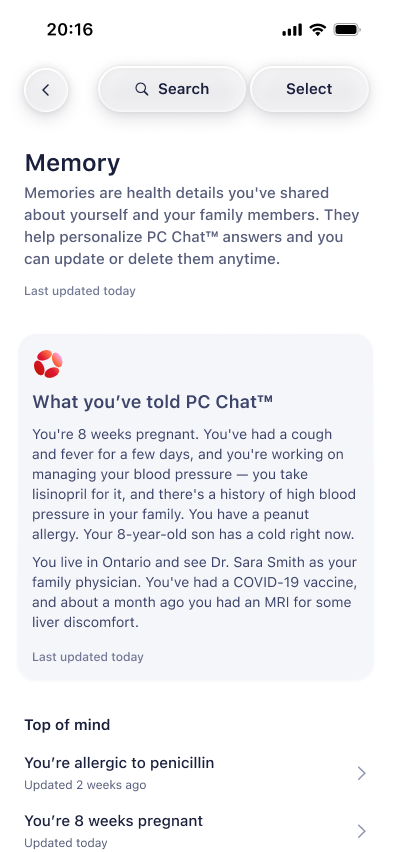 20:16
Search
Select
Memory
Memories are health details you've shared
about yourself and your family members. They
help personalize PC Chat™ answers and you
can update or delete them anytime.
Last updated today
What you’ve told PC Chat™
You're 8 weeks pregnant. You've had a cough
and fever for a few days, and you're working on
managing your blood pressure — you take
lisinopril for it, and there's a history of high blood
pressure in your family. You have a peanut
allergy. Your 8-year-old son has a cold right now.
You live in Ontario and see Dr. Sara Smith as your
family physician. You've had a COVID-19 vaccine,
and about a month ago you had an MRI for some
liver discomfort.
Last updated today
Top of mind
You’re allergic to penicillin
Updated 2 weeks ago
You’re 8 weeks pregnant
Updated today